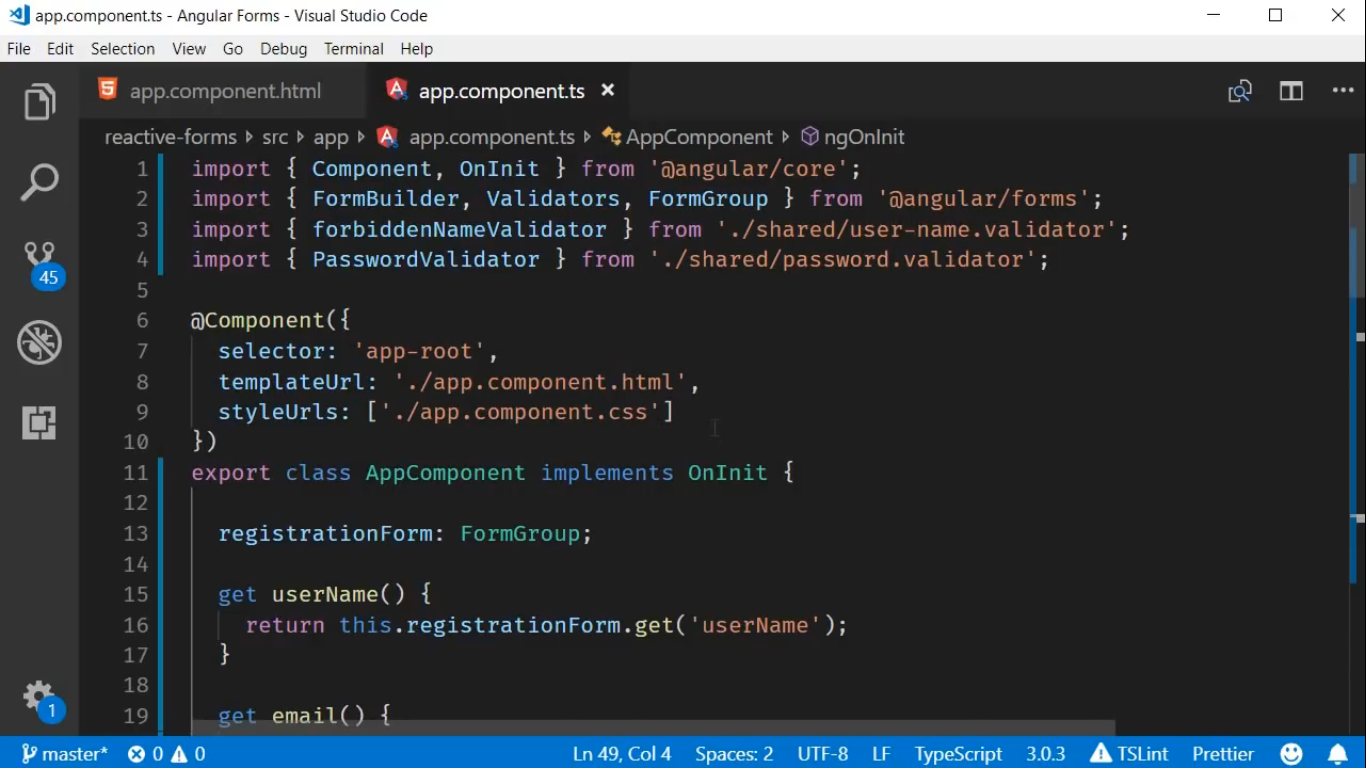 app.component.ts - Angular Forms - Visual Studio Code
File Edit Selection View Go Debug Terminal Help
app.component.html app.component.ts
reactive-forms src app app.component.ts AppComponent ngOnInit
1 import { Component, OnInit } from '@angular/core';
2 import { FormBuilder, Validators, FormGroup } from '@angular/forms';
3 import { forbiddenNameValidator } from './shared/user-name.validator';
4 import { PasswordValidator } from './shared/password.validator';
5
6 @Component({
7 selector: 'app-root',
8 templateUrl: './app.component.html',
9 styleUrls: ['./app.component.css']
10 })
11 export class AppComponent implements OnInit {
12
13 registrationForm: FormGroup;
14
15 get userName() {
16 return this.registrationForm.get('userName');
17 }
18
19 get email() {
45
1
master* 0 0 Ln 49, Col 4 Spaces: 2 UTF-8 LF TypeScript 3.0.3 TSLint Prettier